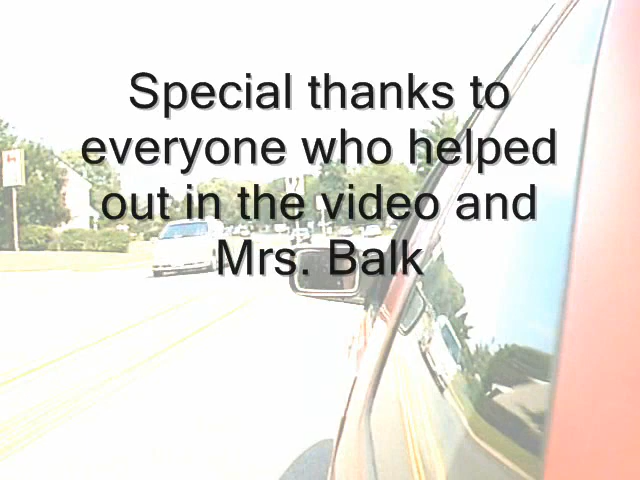 Special thanks to
everyone who helped
out in the video and
Mrs. Balk